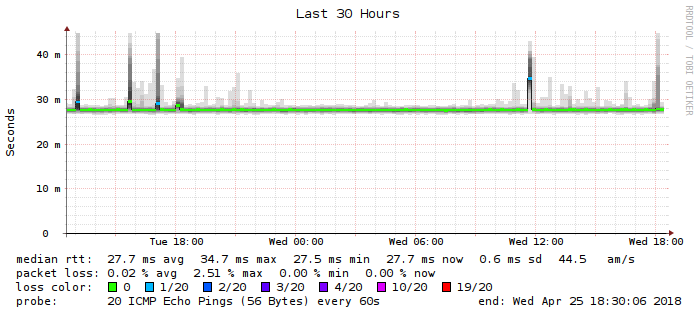 Last 30 Hours
RRDTOOL / TOBI OETIKER
Seconds
40 m
30 m
20 m
10 m
0
Tue 18:00 Wed 00:00 Wed 06:00 Wed 12:00 Wed 18:00
median rtt: 27.7 ms avg 34.7 ms max 27.5 ms min 27.7 ms now 0.6 ms sd 44.5 am/s
packet loss: 0.02 % avg 2.51 % max 0.00 % min 0.00 % now
loss color: 0 1/20 2/20 3/20 4/20 10/20 19/20
probe: 20 ICMP Echo Pings (56 Bytes) every 60s end: Wed Apr 25 18:30:06 2018